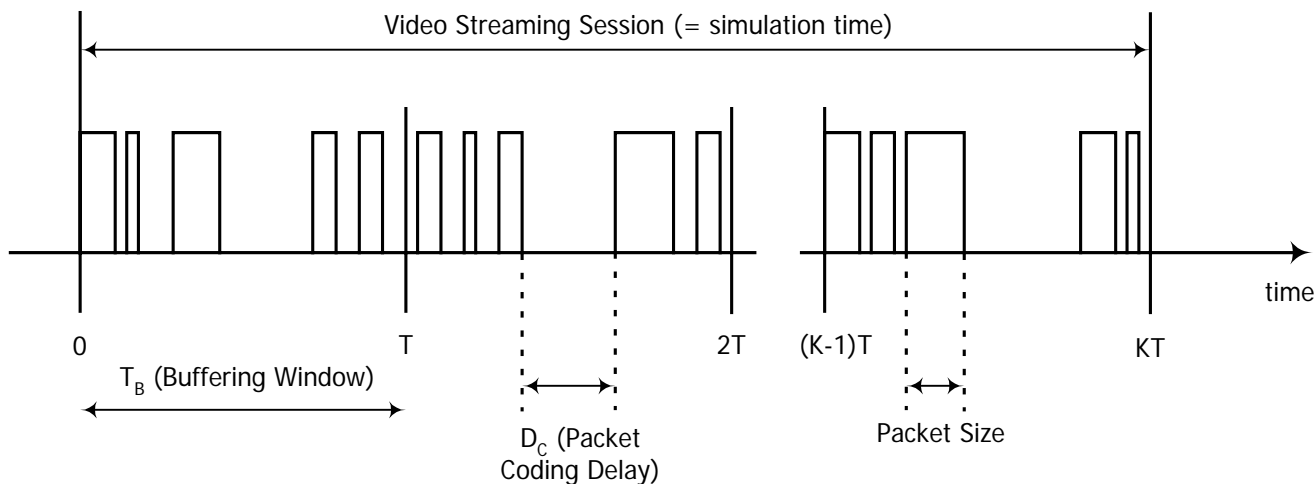 Video Streaming Session (= simulation time)
time
0
T
2T
(K-1)T
KT
T_B (Buffering Window)
D_C (Packet
Coding Delay)
Packet Size